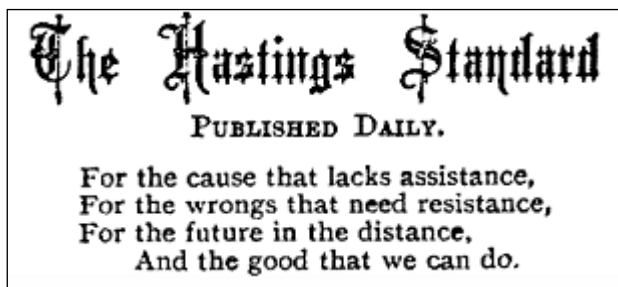 The Hastings Standard
PUBLISHED DAILY.
For the cause that lacks assistance,
For the wrongs that need resistance,
For the future in the distance,
And the good that we can do.